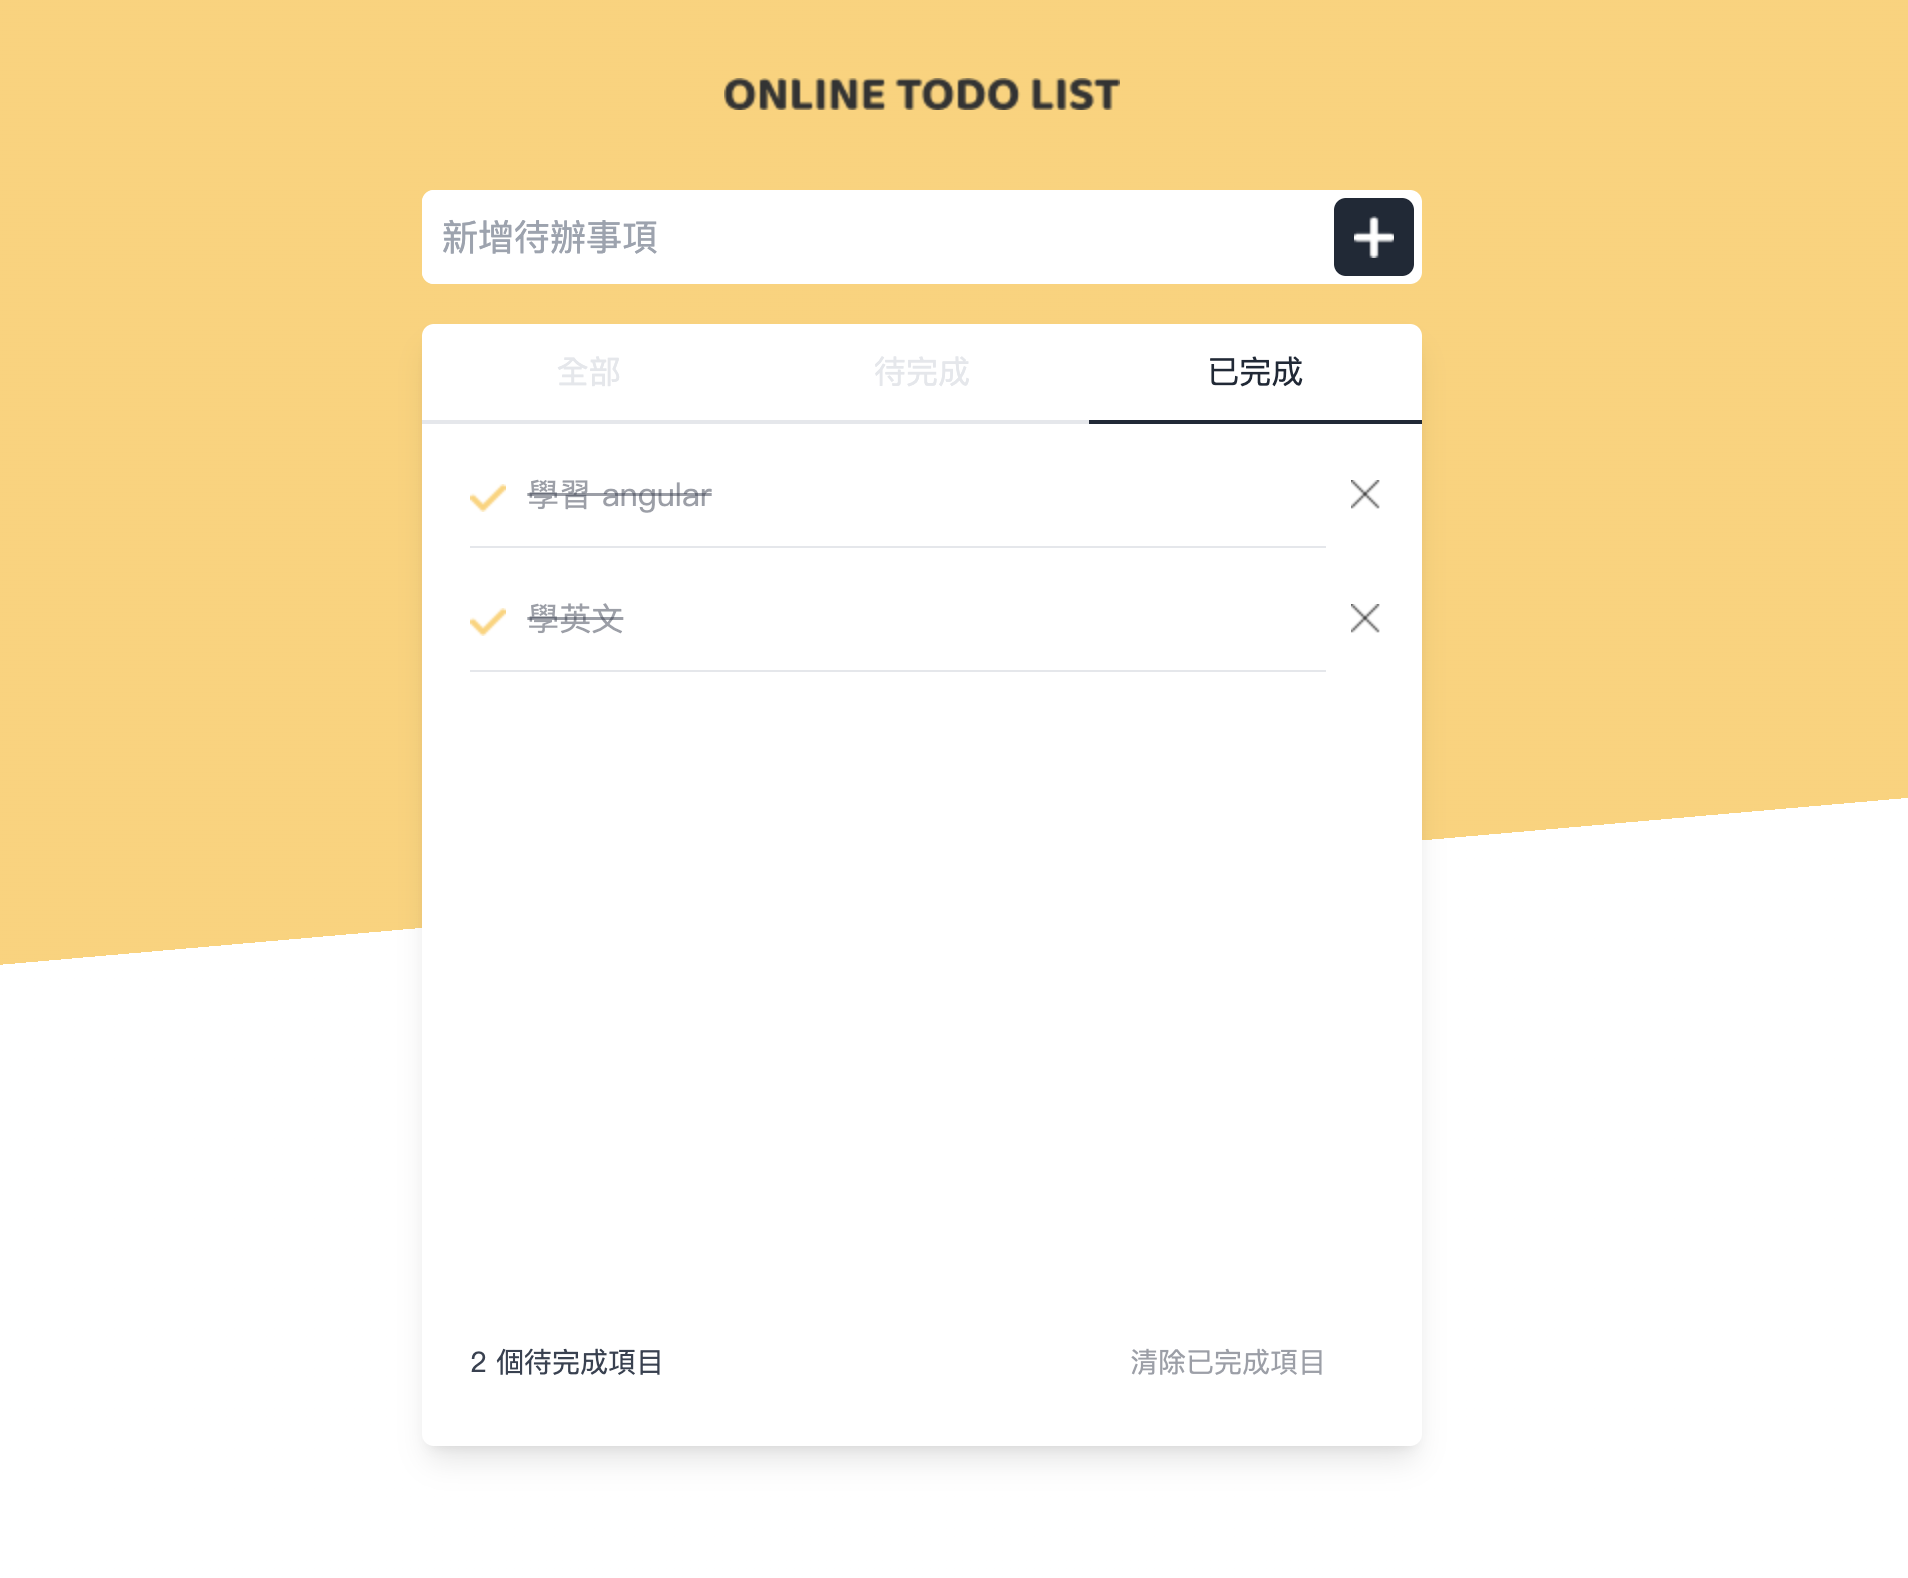 ONLINE TODO LIST
新增待辦事項
全部 待完成 已完成
學習 angular
學英文
2 個待完成項目 清除已完成項目